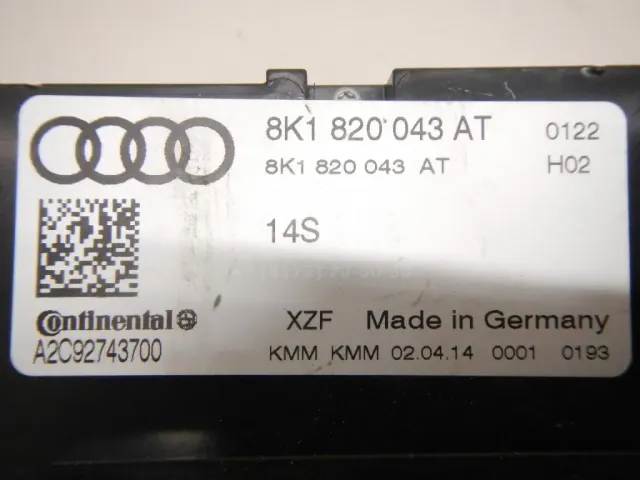 8K1 820 043 AT 0122
8K1 820 043 AT H02
14S
Continental XZF Made in Germany
A2C92743700 KMM KMM 02.04.14 0001 0193